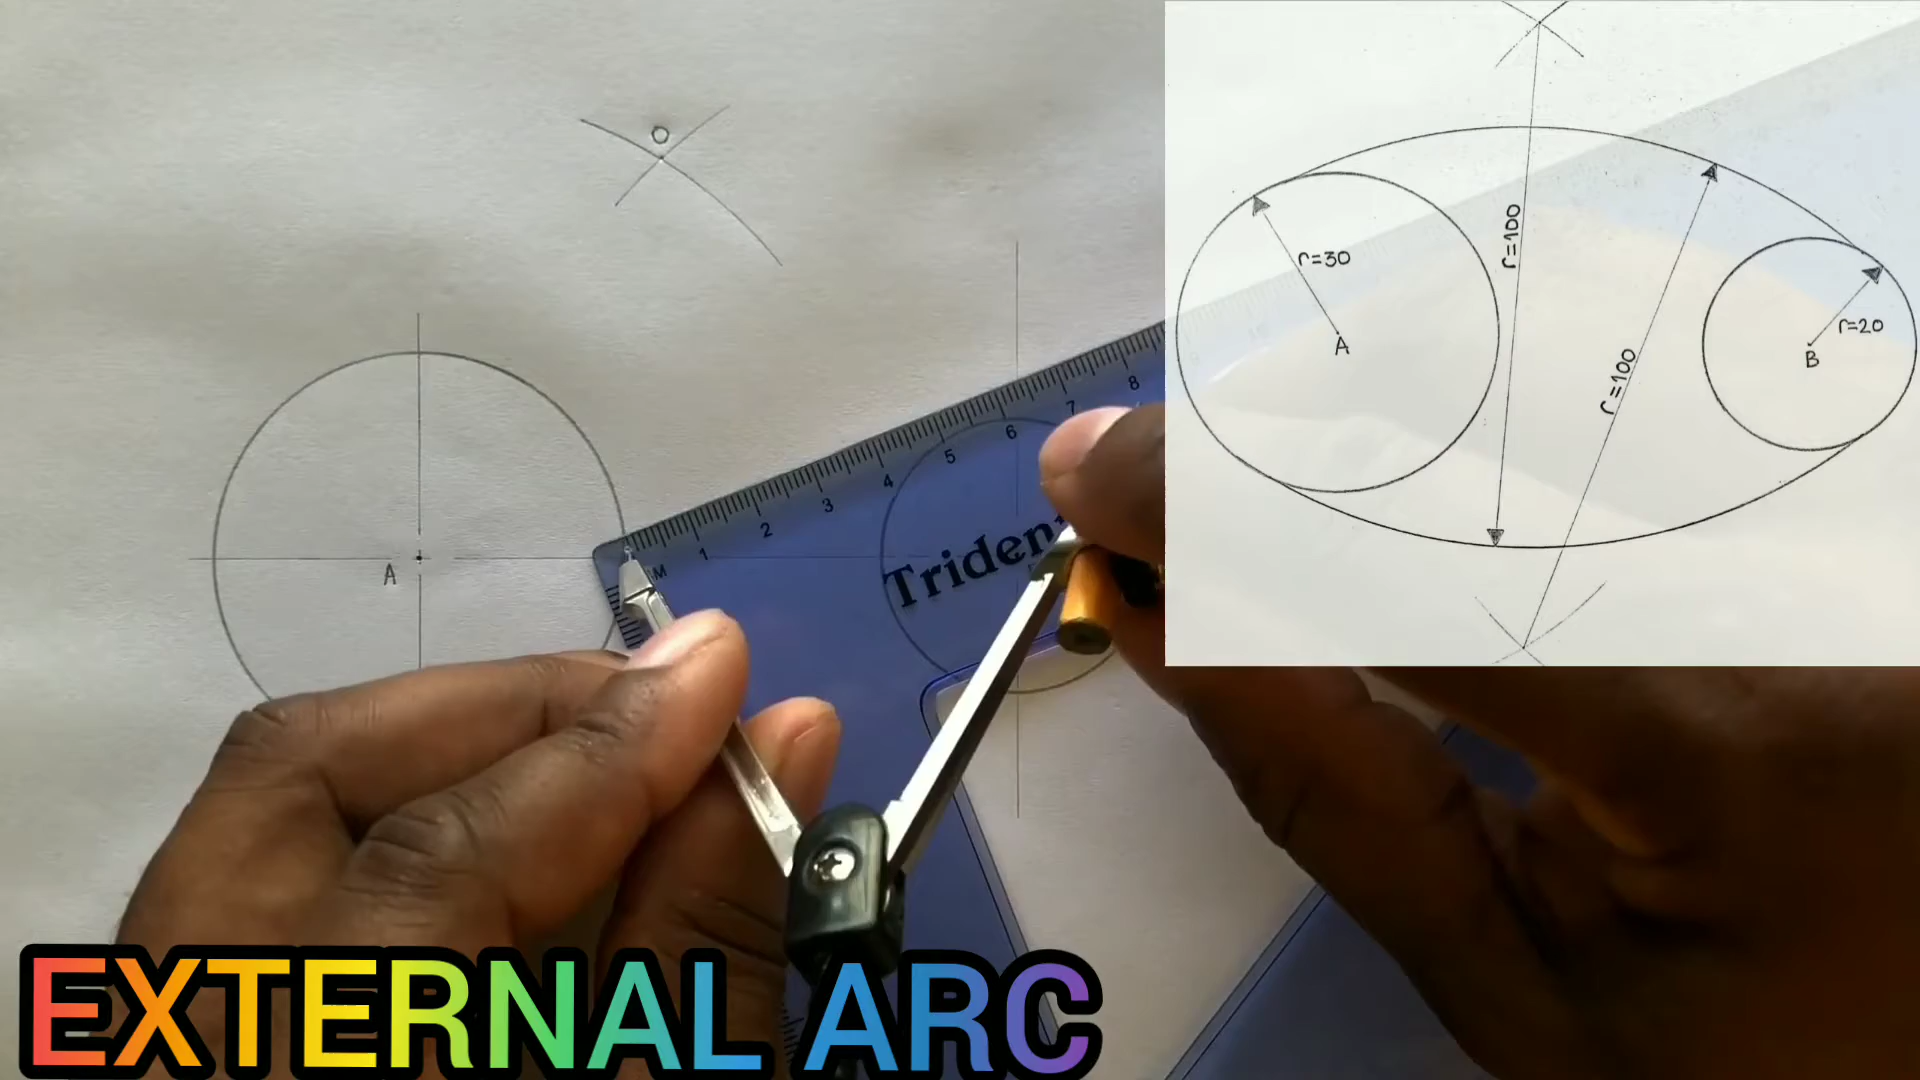 O
A
1
2
3
4
5
6
7
8
M
Trident
r=30
A
r=100
r=100
r=20
B
EXTERNAL ARC